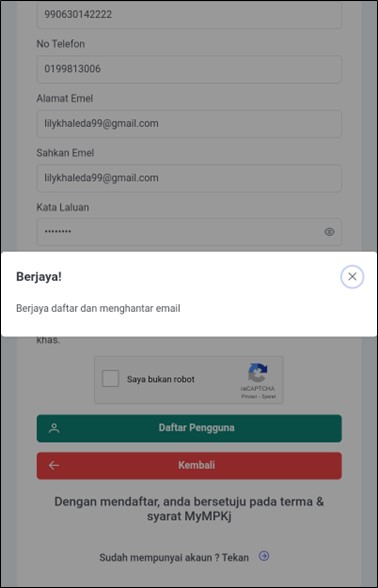 990630142222
No Telefon
0199813006
Alamat Emel
lilykhaleda99@gmail.com
Sahkan Emel
lilykhaleda99@gmail.com
Kata Laluan
••••••••
Berjaya!
Berjaya daftar dan menghantar email
khas.
Saya bukan robot
reCAPTCHA
Privasi - Syarat
Daftar Pengguna
Kembali
Dengan mendaftar, anda bersetuju pada terma &
syarat MyMPKj
Sudah mempunyai akaun ? Tekan